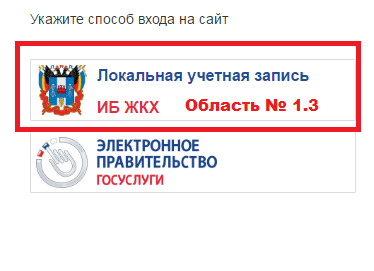 Укажите способ входа на сайт
Локальная учетная запись
ИБ ЖКХ Область № 1.3
ЭЛЕКТРОННОЕ
ПРАВИТЕЛЬСТВО
ГОСУСЛУГИ